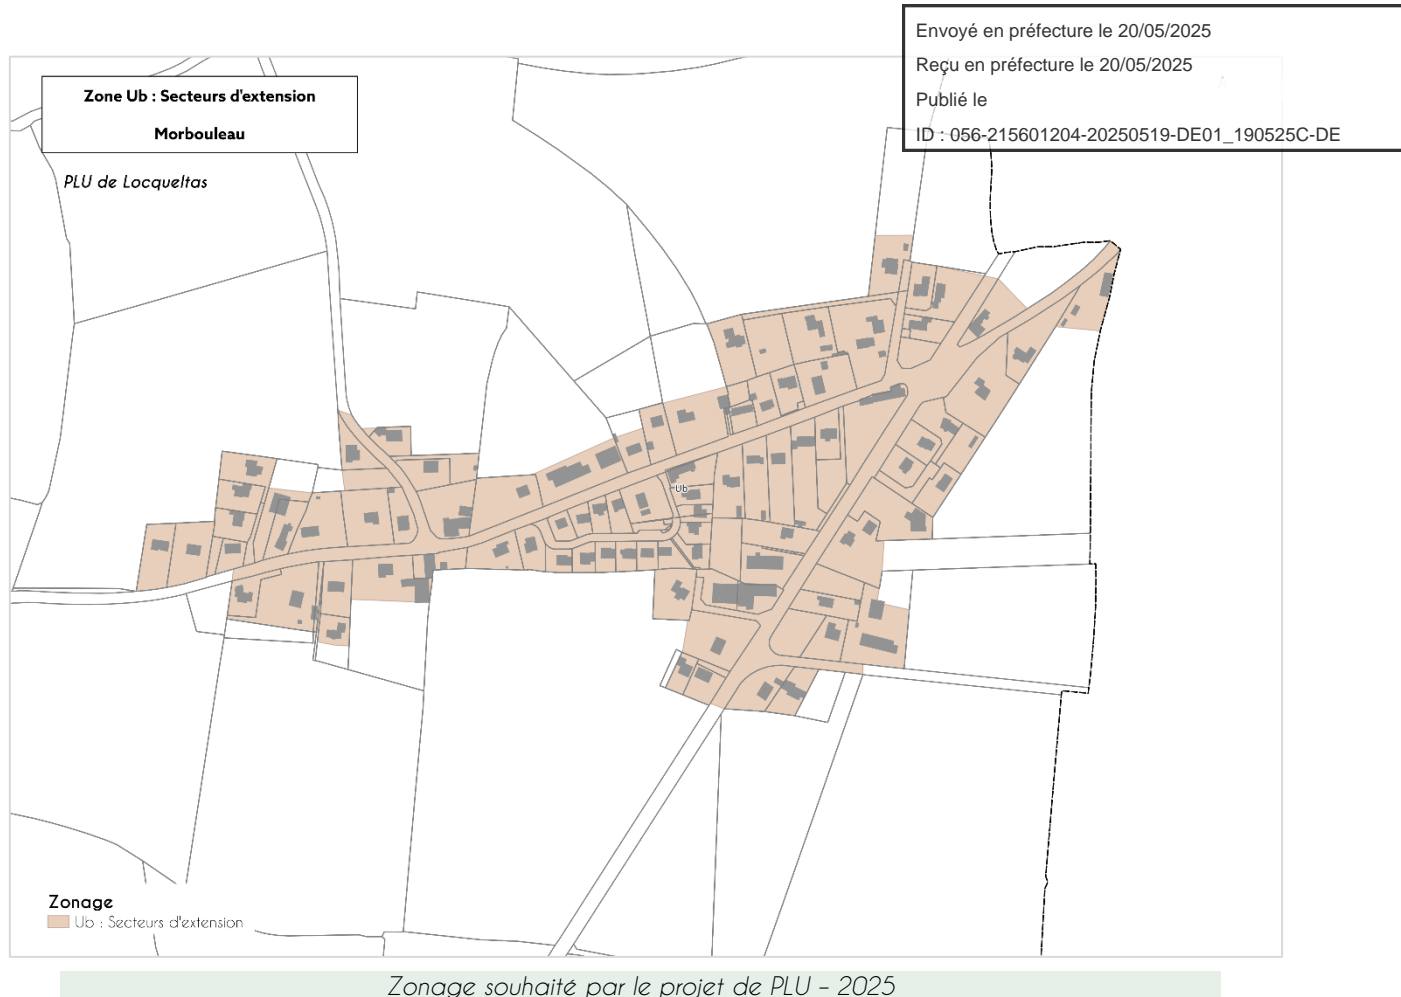 Envoyé en préfecture le 20/05/2025
Reçu en préfecture le 20/05/2025
Publié le
ID : 056-215601204-20250519-DE01_190525C-DE
Zone Ub : Secteurs d'extension
Morbouleau
PLU de Locqueltas
Ub
Zonage
Ub : Secteurs d'extension
Zonage souhaité par le projet de PLU - 2025